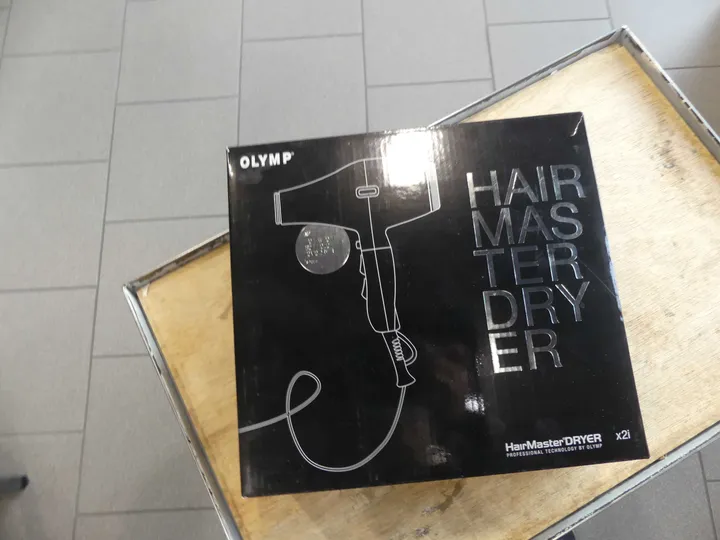 OLYMP®
HAIR
MAS
TER
DRY
ER
HairMaster®DRYER x2i
PROFESSIONAL TECHNOLOGY BY OLYMP